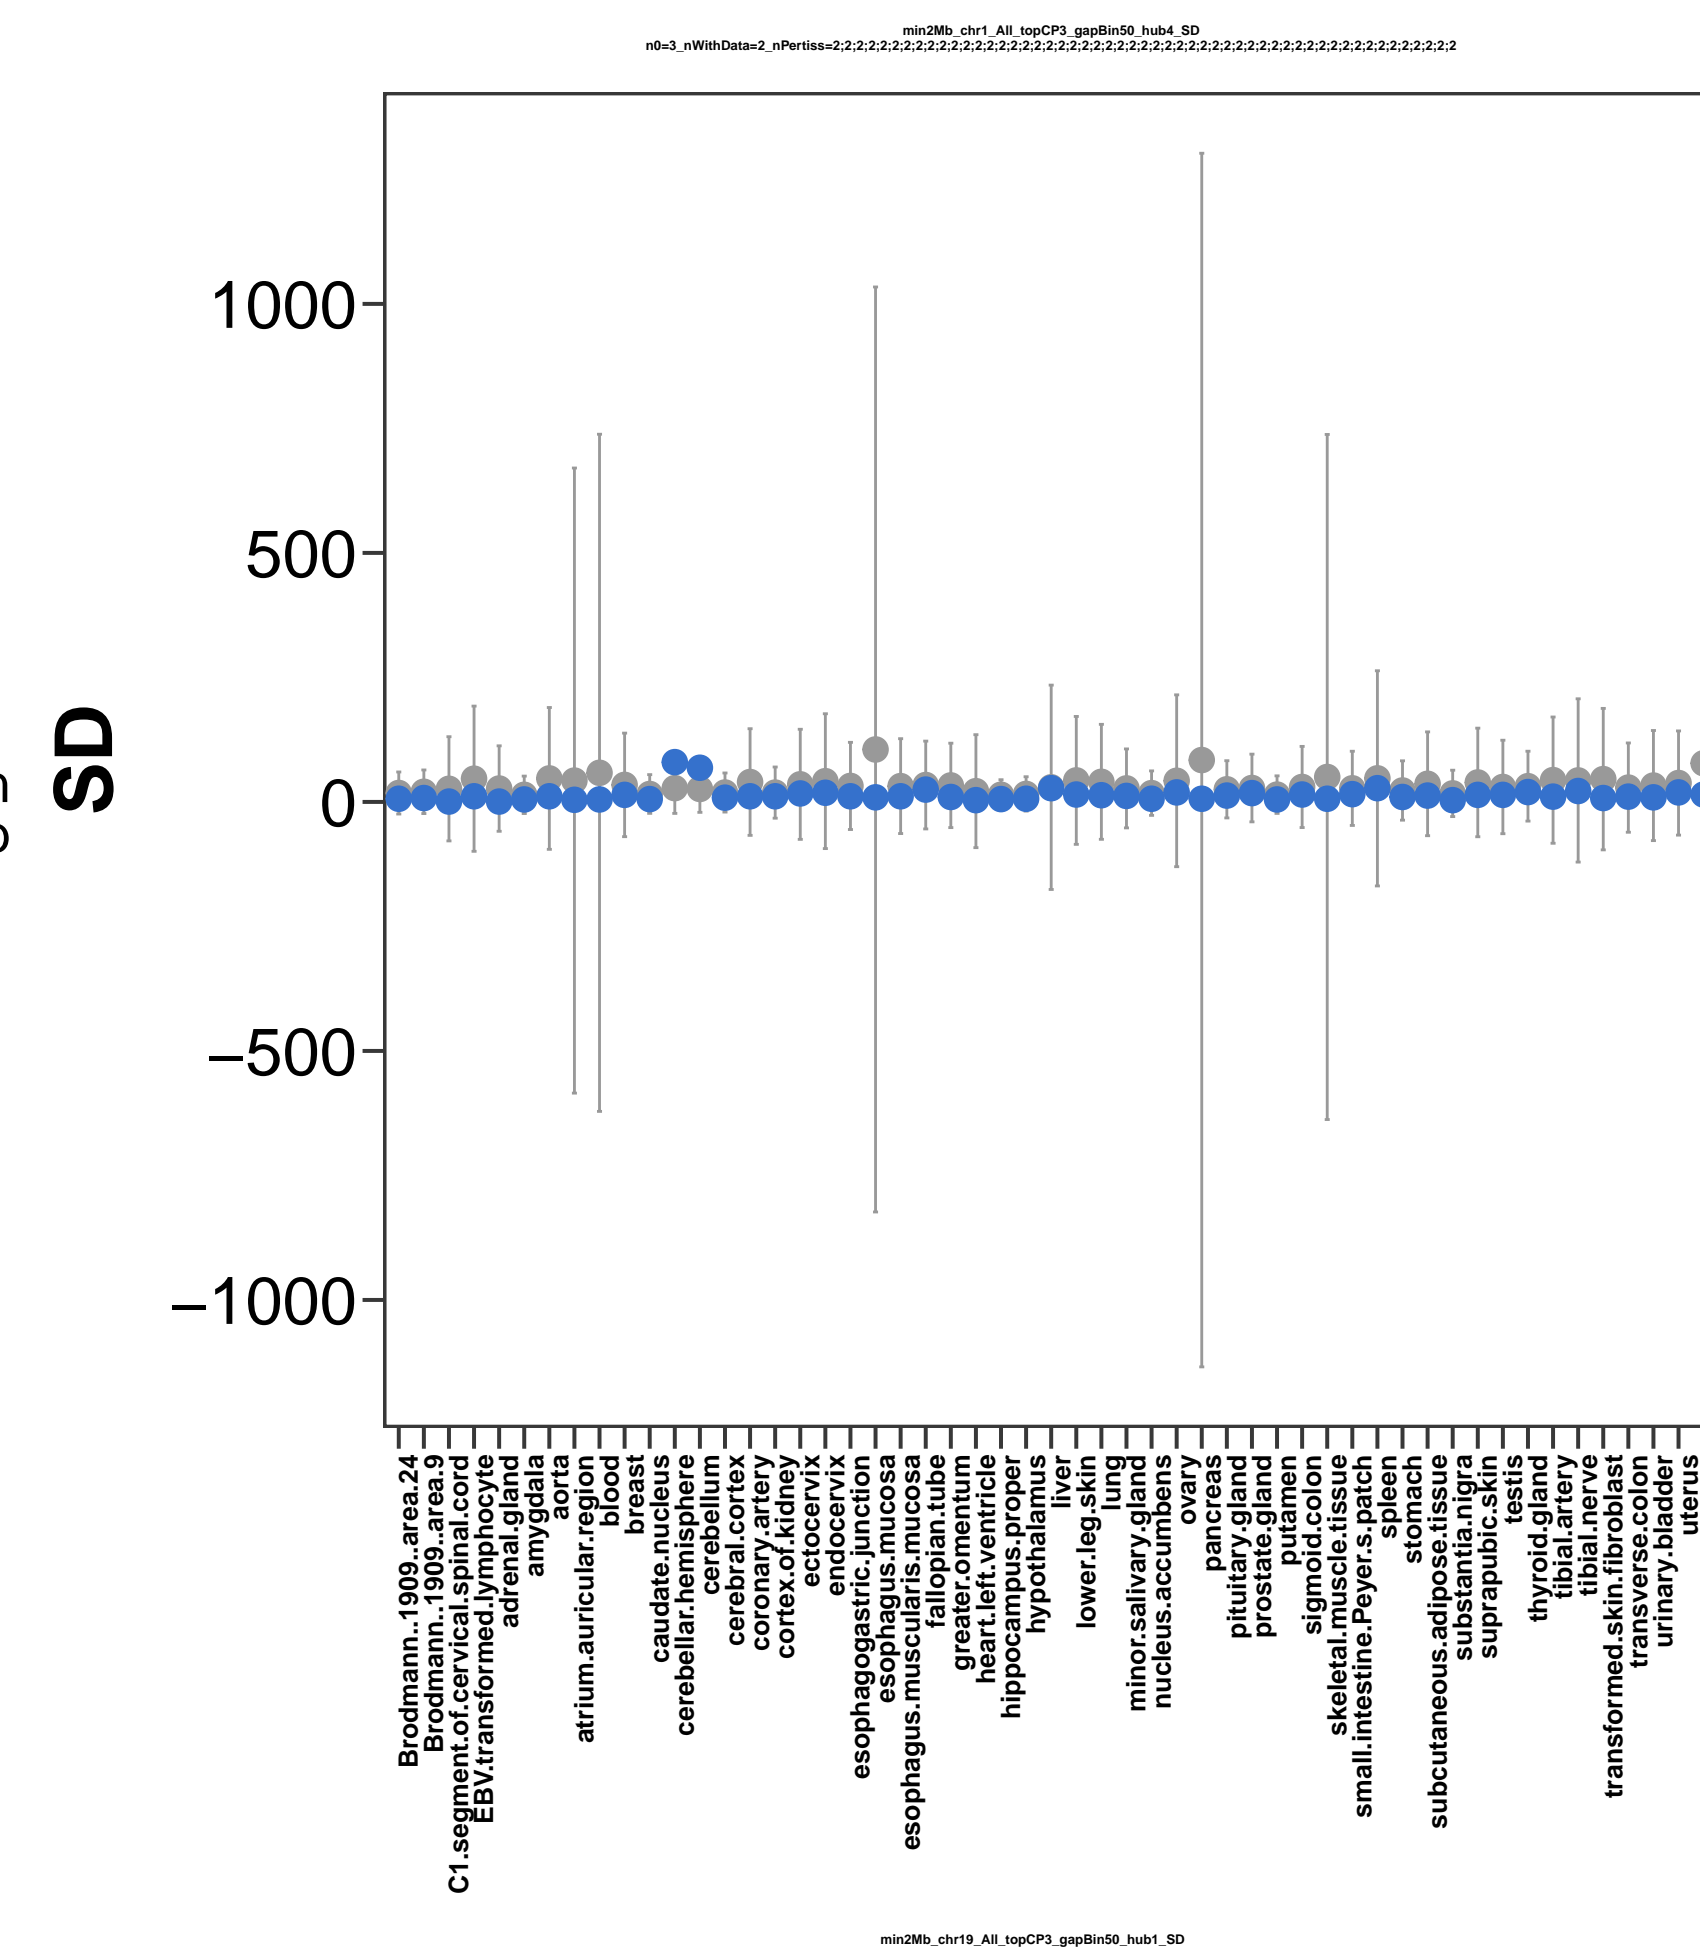 min2Mb_chr1_All_topCP3_gapBin50_hub4_SD
n0=3_nWithData=2_nPertiss=2;2;2;2;2;2;2;2;2;2;2;2;2;2;2;2;2;2;2;2;2;2;2;2;2;2;2;2;2;2;2;2;2;2;2;2;2;2;2;2;2;2;2;2;2;2;2;2;2;2;2;2;2
SD
1000
500
0
−500
−1000
Brodmann..1909..area.24
Brodmann..1909..area.9
C1.segment.of.cervical.spinal.cord
EBV.transformed.lymphocyte
adrenal.gland
amygdala
aorta
atrium.auricular.region
blood
breast
caudate.nucleus
cerebellar.hemisphere
cerebellum
cerebral.cortex
coronary.artery
cortex.of.kidney
ectocervix
endocervix
esophagogastric.junction
esophagus.mucosa
esophagus.muscularis.mucosa
fallopian.tube
greater.omentum
heart.left.ventricle
hippocampus.proper
hypothalamus
liver
lower.leg.skin
lung
minor.salivary.gland
nucleus.accumbens
ovary
pancreas
pituitary.gland
prostate.gland
putamen
sigmoid.colon
skeletal.muscle.tissue
small.intestine.Peyer.s.patch
spleen
stomach
subcutaneous.adipose.tissue
substantia.nigra
suprapubic.skin
testis
thyroid.gland
tibial.artery
tibial.nerve
transformed.skin.fibroblast
transverse.colon
urinary.bladder
uterus
min2Mb_chr19_All_topCP3_gapBin50_hub1_SD